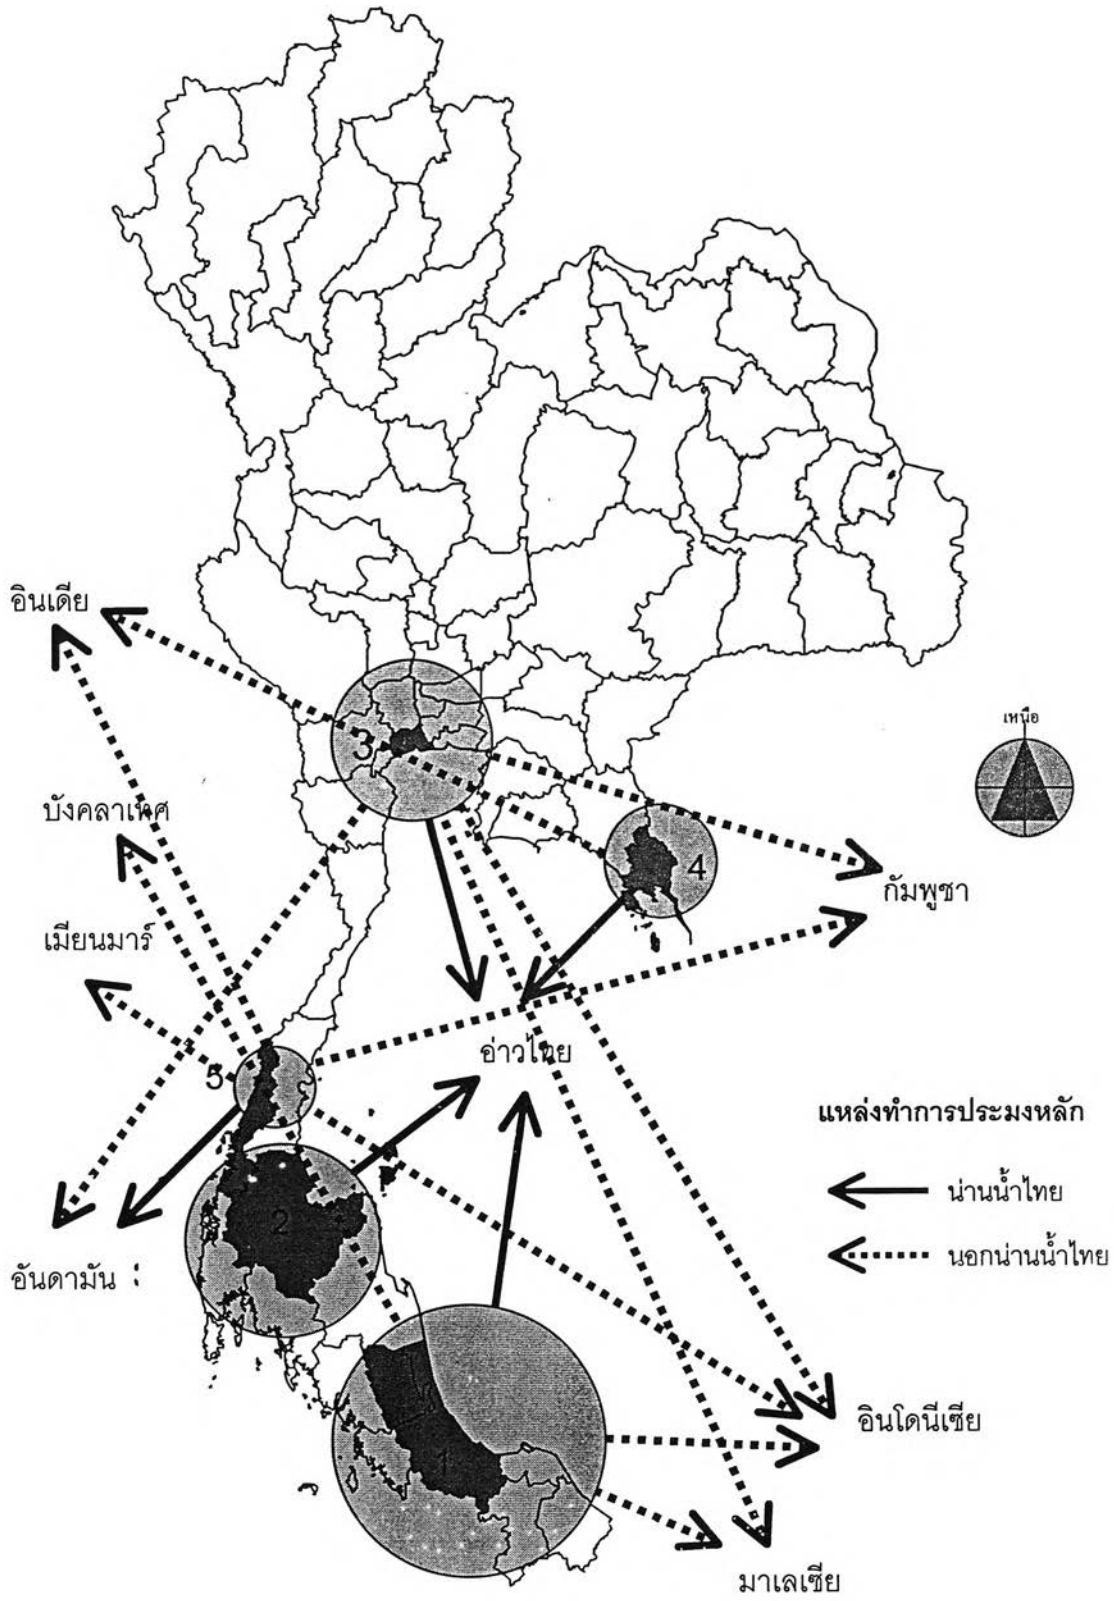 อินเดีย
เหนือ
3
บังคลาเทศ
4
กัมพูชา
เมียนมาร์
อ่าวไทย
5
แหล่งทำการประมงหลัก
น่านน้ำไทย
2
นอกน่านน้ำไทย
อันดามัน :
อินโดนีเซีย
1
มาเลเซีย